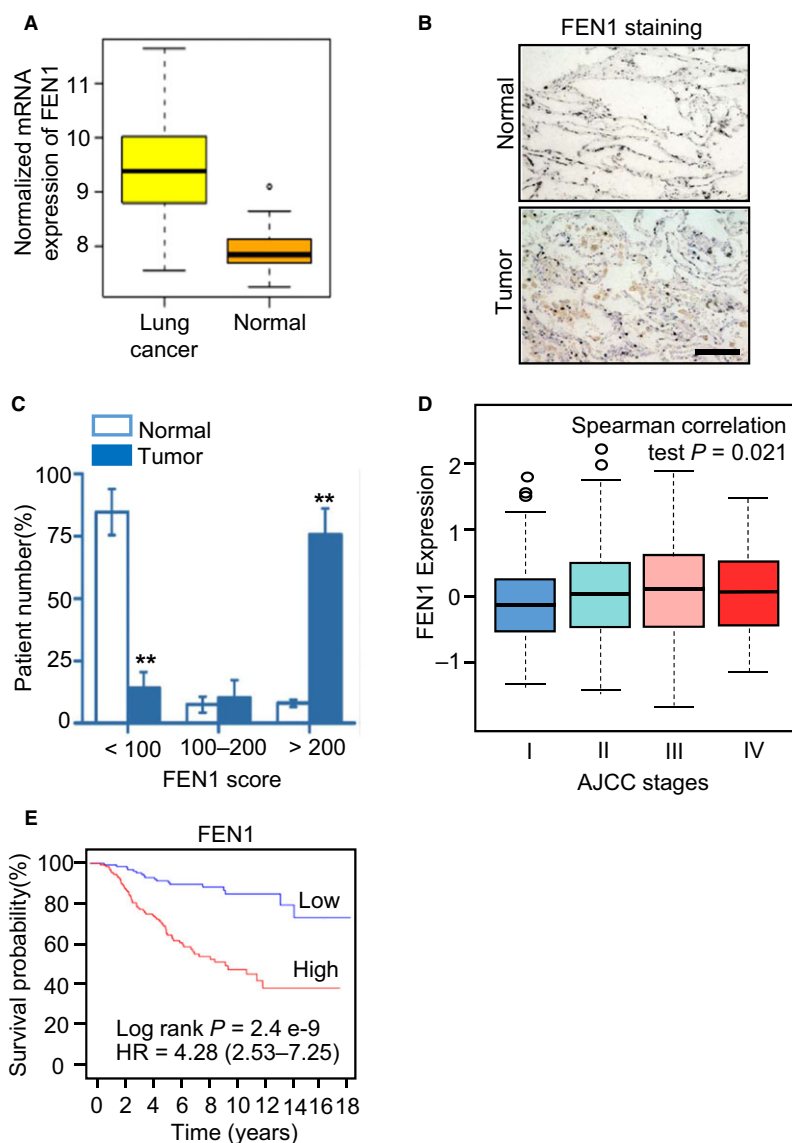 A
Normalized mRNA
expression of FEN1
11
10
9
8
Lung
cancer
Normal
B
FEN1 staining
Normal
Tumor
C
Normal
Tumor
Patient number(%)
100
75
50
25
0
**
**
< 100
100–200
> 200
FEN1 score
D
Spearman correlation
test P = 0.021
FEN1 Expression
2
1
0
–1
I
II
III
IV
AJCC stages
E
FEN1
Survival probability(%)
100
80
60
40
20
0
Low
High
Log rank P = 2.4 e-9
HR = 4.28 (2.53–7.25)
0 2 4 6 8 10 12 14 16 18
Time (years)